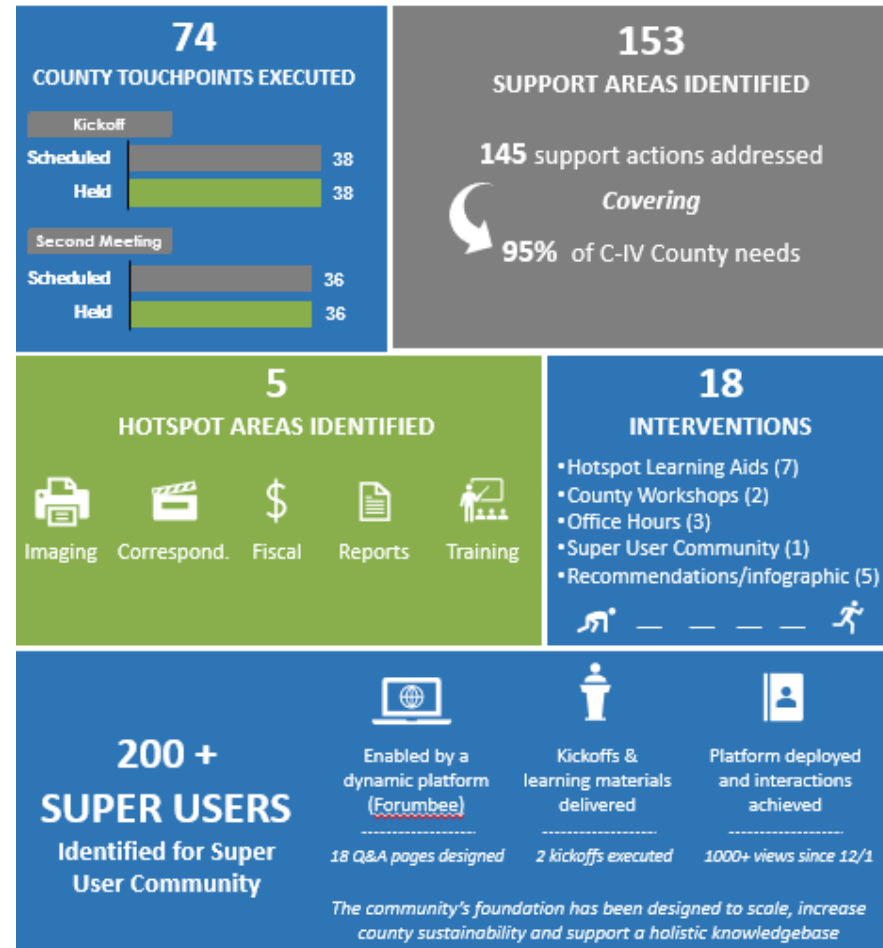 74
COUNTY TOUCHPOINTS EXECUTED
Kickoff
Scheduled 38
Held 38
Second Meeting
Scheduled 36
Held 36
153
SUPPORT AREAS IDENTIFIED
145 support actions addressed
Covering
95% of C-IV County needs
5
HOTSPOT AREAS IDENTIFIED
Imaging Correspond. Fiscal Reports Training
18
INTERVENTIONS
•Hotspot Learning Aids (7)
•County Workshops (2)
•Office Hours (3)
•Super User Community (1)
•Recommendations/infographic (5)
200 +
SUPER USERS
Identified for Super
User Community
Enabled by a
dynamic platform
(Forumbee)
18 Q&A pages designed
Kickoffs &
learning materials
delivered
2 kickoffs executed
Platform deployed
and interactions
achieved
1000+ views since 12/1
The community's foundation has been designed to scale, increase
county sustainability and support a holistic knowledgebase